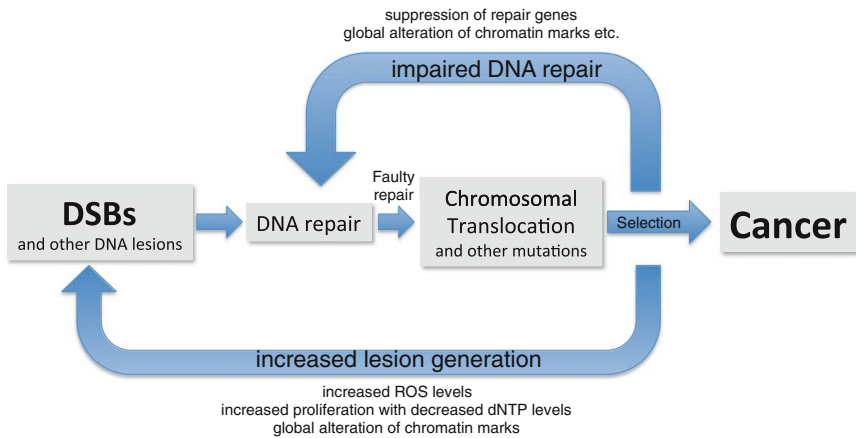 suppression of repair genes
global alteration of chromatin marks etc.
impaired DNA repair
DSBs
and other DNA lesions
DNA repair
Faulty
repair
Chromosomal
Translocation
and other mutations
Selection
Cancer
increased lesion generation
increased ROS levels
increased proliferation with decreased dNTP levels
global alteration of chromatin marks